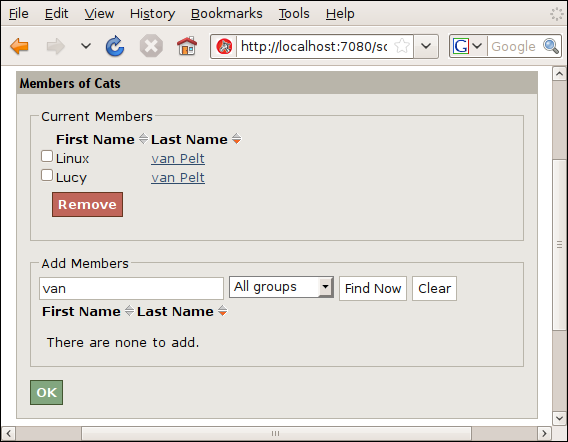 File Edit View History Bookmarks Tools Help
http://localhost:7080/sc G Google
Members of Cats
Current Members
First Name Last Name
Linux van Pelt
Lucy van Pelt
Remove
Add Members
van All groups Find Now Clear
First Name Last Name
There are none to add.
OK